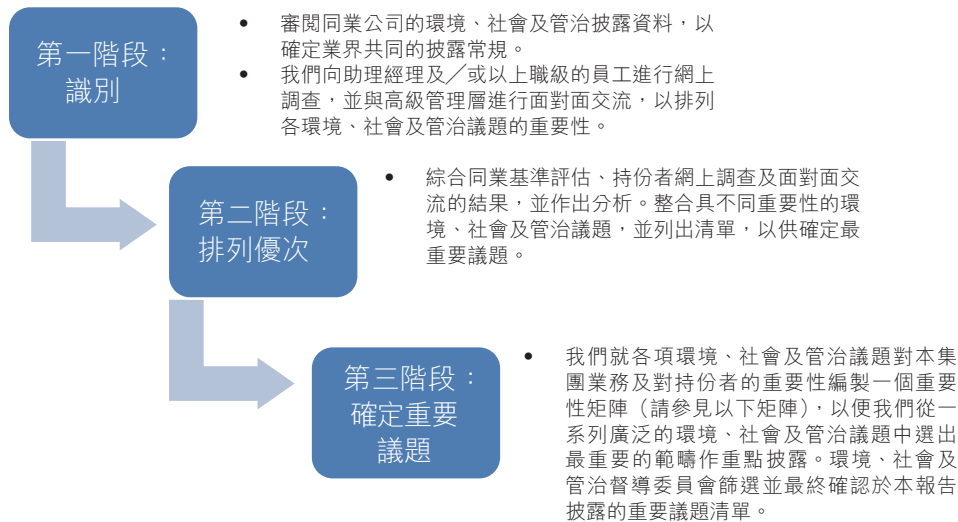 第一階段：
識別
• 審閱同業公司的環境、社會及管治披露資料，以
確定業界共同的披露常規。
• 我們向助理經理及╱或以上職級的員工進行網上
調查，並與高級管理層進行面對面交流，以排列
各環境、社會及管治議題的重要性。
第二階段：
排列優次
• 綜合同業基準評估、持份者網上調查及面對面交
流的結果，並作出分析。整合具不同重要性的環
境、社會及管治議題，並列出清單，以供確定最
重要議題。
第三階段：
確定重要
議題
• 我們就各項環境、社會及管治議題對本集
團業務及對持份者的重要性編製一個重要
性矩陣（請參見以下矩陣），以便我們從一
系列廣泛的環境、社會及管治議題中選出
最重要的範疇作重點披露。環境、社會及
管治督導委員會篩選並最終確認於本報告
披露的重要議題清單。